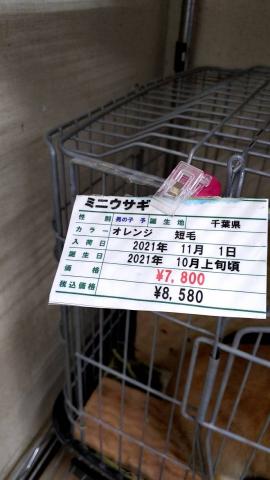 ミニウサギ
性別 男の子 予 誕生地 千葉県
カラー オレンジ 短毛
入荷日 2021年 11月 1日
誕生日 2021年 10月上旬頃
価格 ¥7,800
税込価格 ¥8,580